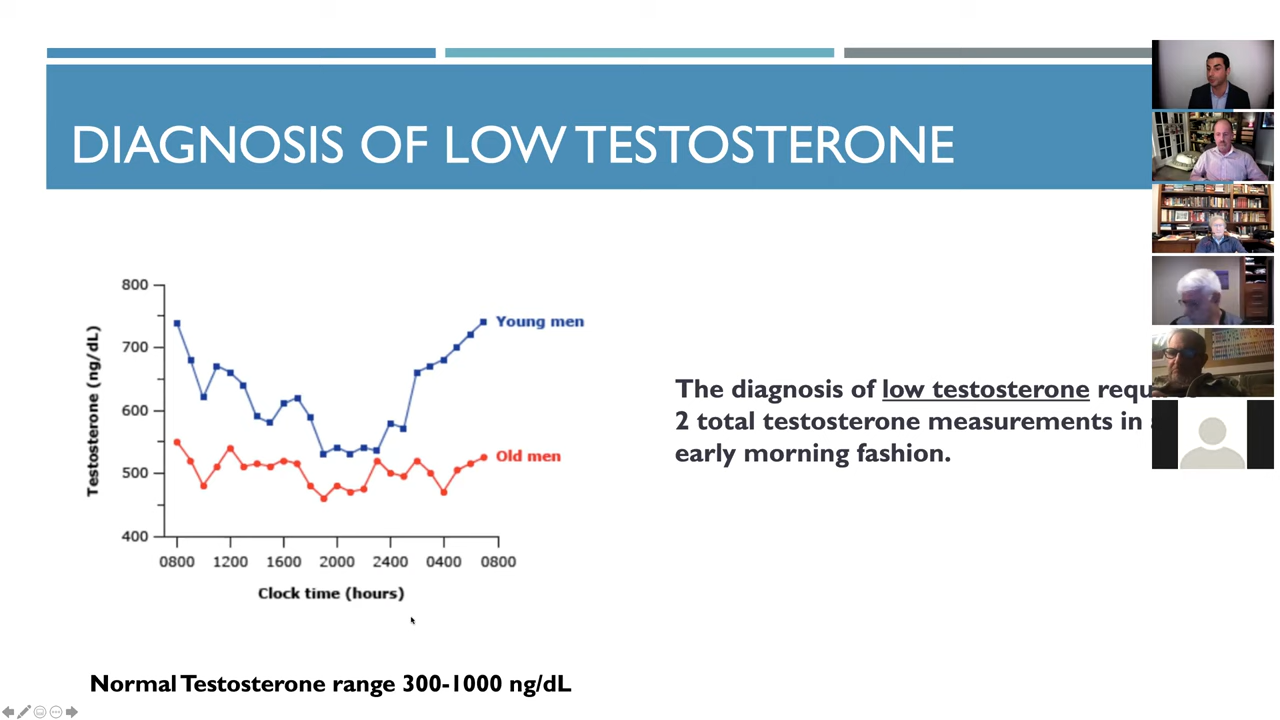 DIAGNOSIS OF LOW TESTOSTERONE
800
700
600
500
400
Testosterone (ng/dL)
Young men
Old men
0800 1200 1600 2000 2400 0400 0800
Clock time (hours)
The diagnosis of low testosterone
2 total testosterone measurements in
early morning fashion.
Normal Testosterone range 300-1000 ng/dL